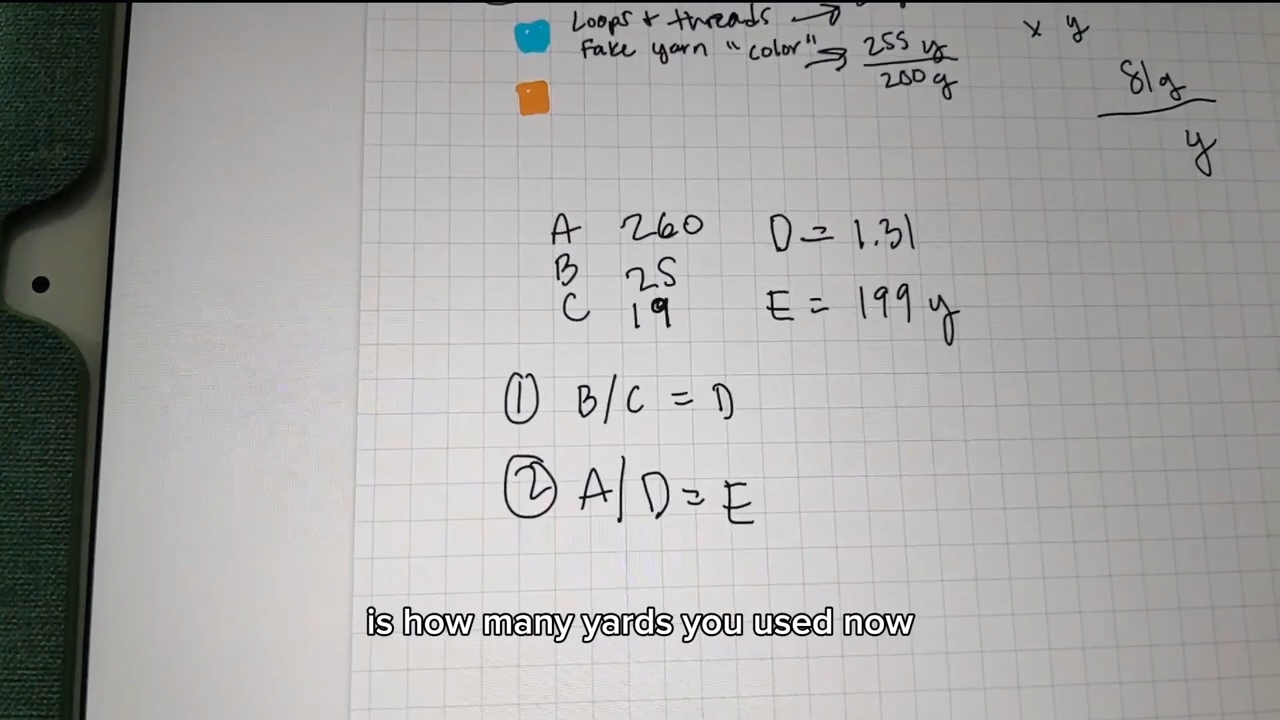 Loops + threads →
fake yarn "color" → 255 y
200 g
x y
81g
y
A 260 D = 1.31
B 25
C 19 E = 199 y
① B/C = D
② A/D = E
is how many yards you used now